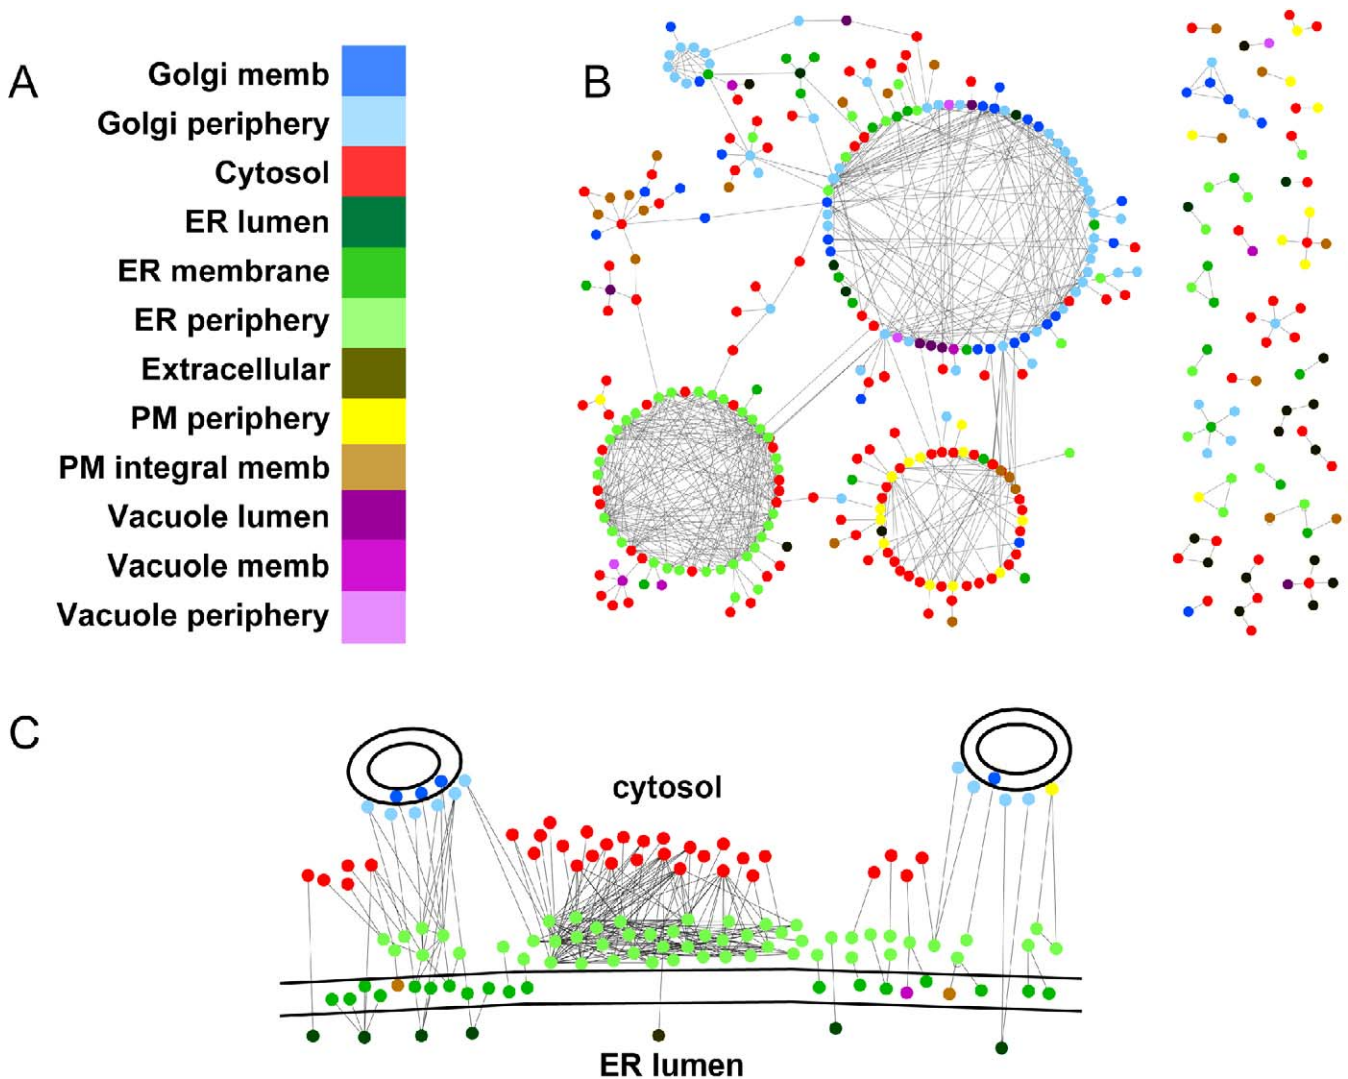 A
Golgi memb
Golgi periphery
Cytosol
ER lumen
ER membrane
ER periphery
Extracellular
PM periphery
PM integral memb
Vacuole lumen
Vacuole memb
Vacuole periphery
B
C
cytosol
ER lumen